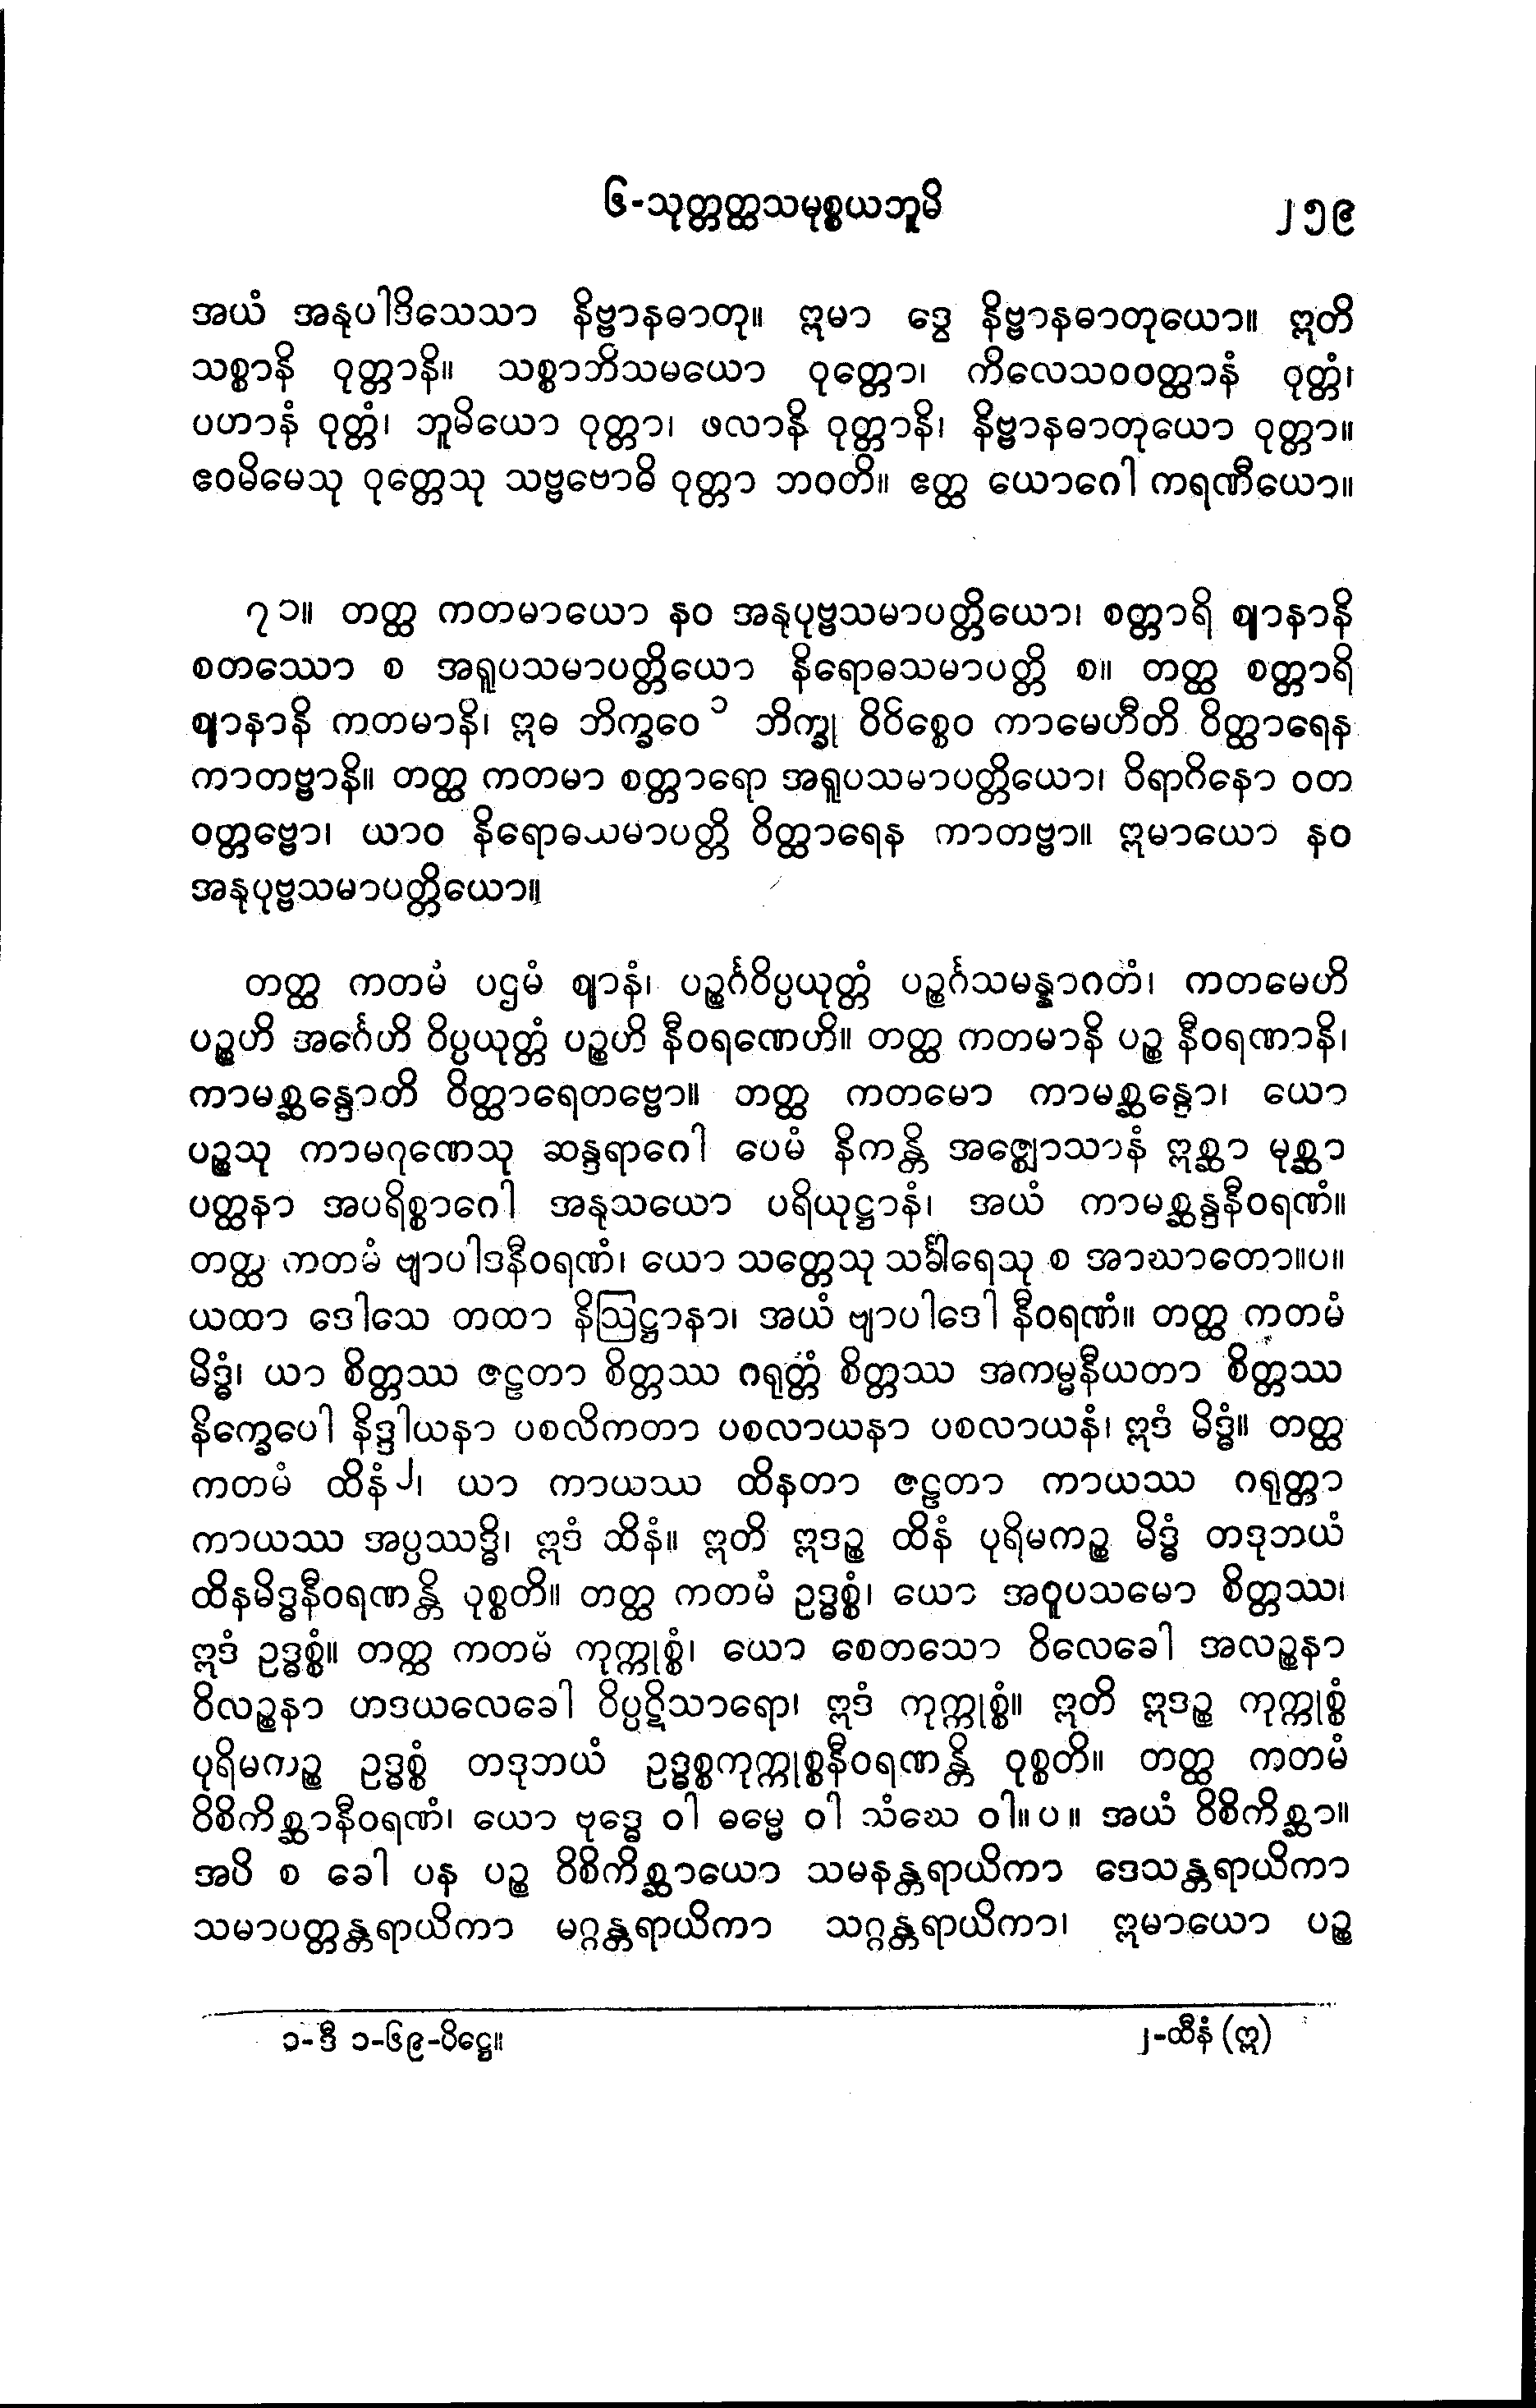 ၆-သုတ္တတ္ထသမုစ္စယဘူမိ ၂၅၉
အယံ အနုပါဒိသေသာ နိဗ္ဗာနဓာတု။ ဣမာ ဒွေ နိဗ္ဗာနဓာတုယော။ ဣတိ
သစ္စာနိ ဝုတ္တာနိ။ သစ္စာဘိသမယော ဝုတ္တော၊ ကိလေသဝဝတ္ထာနံ ဝုတ္တံ၊
ပဟာနံ ဝုတ္တံ၊ ဘူမိယော ဝုတ္တာ၊ ဖလာနိ ဝုတ္တာနိ၊ နိဗ္ဗာနဓာတုယော ဝုတ္တာ။
ဧဝမိမေသု ဝုတ္တေသု သဗ္ဗဗောဓိ ဝုတ္တာ ဘဝတိ။ ဧတ္ထ ယောဂေါ ကရဏီယော။
၇၁။ တတ္ထ ကတမာယော နဝ အနုပုဗ္ဗသမာပတ္တိယော၊ စတ္တာရိ ဈာနာနိ
စတဿော စ အရူပသမာပတ္တိယော နိရောဓသမာပတ္တိ စ။ တတ္ထ စတ္တာရိ
ဈာနာနိ ကတမာနိ၊ ဣဓ ဘိက္ခဝေ ၁ ဘိက္ခု ဝိဝိစ္စေဝ ကာမေဟီတိ ဝိတ္ထာရေန
ကာတဗ္ဗာနိ။ တတ္ထ ကတမာ စတ္တာရော အရူပသမာပတ္တိယော၊ ဝိရာဂိနော ဝတ
ဝတ္တဗ္ဗော၊ ယာဝ နိရောဓသမာပတ္တိ ဝိတ္ထာရေန ကာတဗ္ဗာ။ ဣမာယော နဝ
အနုပုဗ္ဗသမာပတ္တိယော။
တတ္ထ ကတမံ ပဌမံ ဈာနံ၊ ပဉ္စင်္ဂဝိပ္ပယုတ္တံ ပဉ္စင်္ဂသမန္နာဂတံ၊ ကတမေဟိ
ပဉ္စဟိ အင်္ဂေဟိ ဝိပ္ပယုတ္တံ ပဉ္စဟိ နီဝရဏေဟိ။ တတ္ထ ကတမာနိ ပဉ္စ နီဝရဏာနိ၊
ကာမစ္ဆန္ဒောတိ ဝိတ္ထာရေတဗ္ဗော။ တတ္ထ ကတမော ကာမစ္ဆန္ဒော၊ ယော
ပဉ္စသု ကာမဂုဏေသု ဆန္ဒရာဂေါ ပေမံ နိကန္တိ အဇ္ဈောသာနံ ဣစ္ဆာ မုစ္ဆာ
ပတ္ထနာ အပရိစ္စာဂေါ အနုသယော ပရိယုဋ္ဌာနံ၊ အယံ ကာမစ္ဆန္ဒနီဝရဏံ။
တတ္ထ ကတမံ ဗျာပါဒနီဝရဏံ၊ ယော သတ္တေသု သင်္ခါရေသု စ အာဃာတော။ပ။
ယထာ ဒေါသေ တထာ နိဩဋ္ဌာနာ၊ အယံ ဗျာပါဒေါ နီဝရဏံ။ တတ္ထ ကတမံ
မိဒ္ဓံ၊ ယာ စိတ္တဿ ဇဠတာ စိတ္တဿ ဂရုတ္တံ စိတ္တဿ အကမ္မနီယတာ စိတ္တဿ
နိက္ခေပေါ နိဒ္ဒါယနာ ပစလိကတာ ပစလာယနာ ပစလာယနံ၊ ဣဒံ မိဒ္ဓံ။ တတ္ထ
ကတမံ ထိနံ၂၊ ယာ ကာယဿ ထိနတာ ဇဠတာ ကာယဿ ဂရုတ္တာ
ကာယဿ အပ္ပဿဒ္ဓိ၊ ဣဒံ ထိနံ။ ဣတိ ဣဒဉ္စ ထိနံ ပုရိမကဉ္စ မိဒ္ဓံ တဒုဘယံ
ထိနမိဒ္ဓနီဝရဏန္တိ ဝုစ္စတိ။ တတ္ထ ကတမံ ဥဒ္ဓစ္စံ၊ ယော အဝူပသမော စိတ္တဿ၊
ဣဒံ ဥဒ္ဓစ္စံ။ တတ္ထ ကတမံ ကုက္ကုစ္စံ၊ ယော စေတသော ဝိလေခေါ အလဉ္စနာ
ဝိလဉ္စနာ ဟဒယလေခေါ ဝိပ္ပဋိသာရော၊ ဣဒံ ကုက္ကုစ္စံ။ ဣတိ ဣဒဉ္စ ကုက္ကုစ္စံ
ပုရိမကဉ္စ ဥဒ္ဓစ္စံ တဒုဘယံ ဥဒ္ဓစ္စကုက္ကုစ္စနီဝရဏန္တိ ဝုစ္စတိ။ တတ္ထ ကတမံ
ဝိစိကိစ္ဆာနီဝရဏံ၊ ယော ဗုဒ္ဓေ ဝါ ဓမ္မေ ဝါ သံဃေ ဝါ။ပ။ အယံ ဝိစိကိစ္ဆာ။
အပိ စ ခေါ ပန ပဉ္စ ဝိစိကိစ္ဆာယော သမနန္တရာယိကာ ဒေသန္တရာယိကာ
သမာပတ္တန္တရာယိကာ မဂ္ဂန္တရာယိကာ သဂ္ဂန္တရာယိကာ၊ ဣမာယော ပဉ္စ
၁-ဒီ ၁-၆၉-ပိဋ္ဌေ။ ၂-ထီနံ (ဣ)